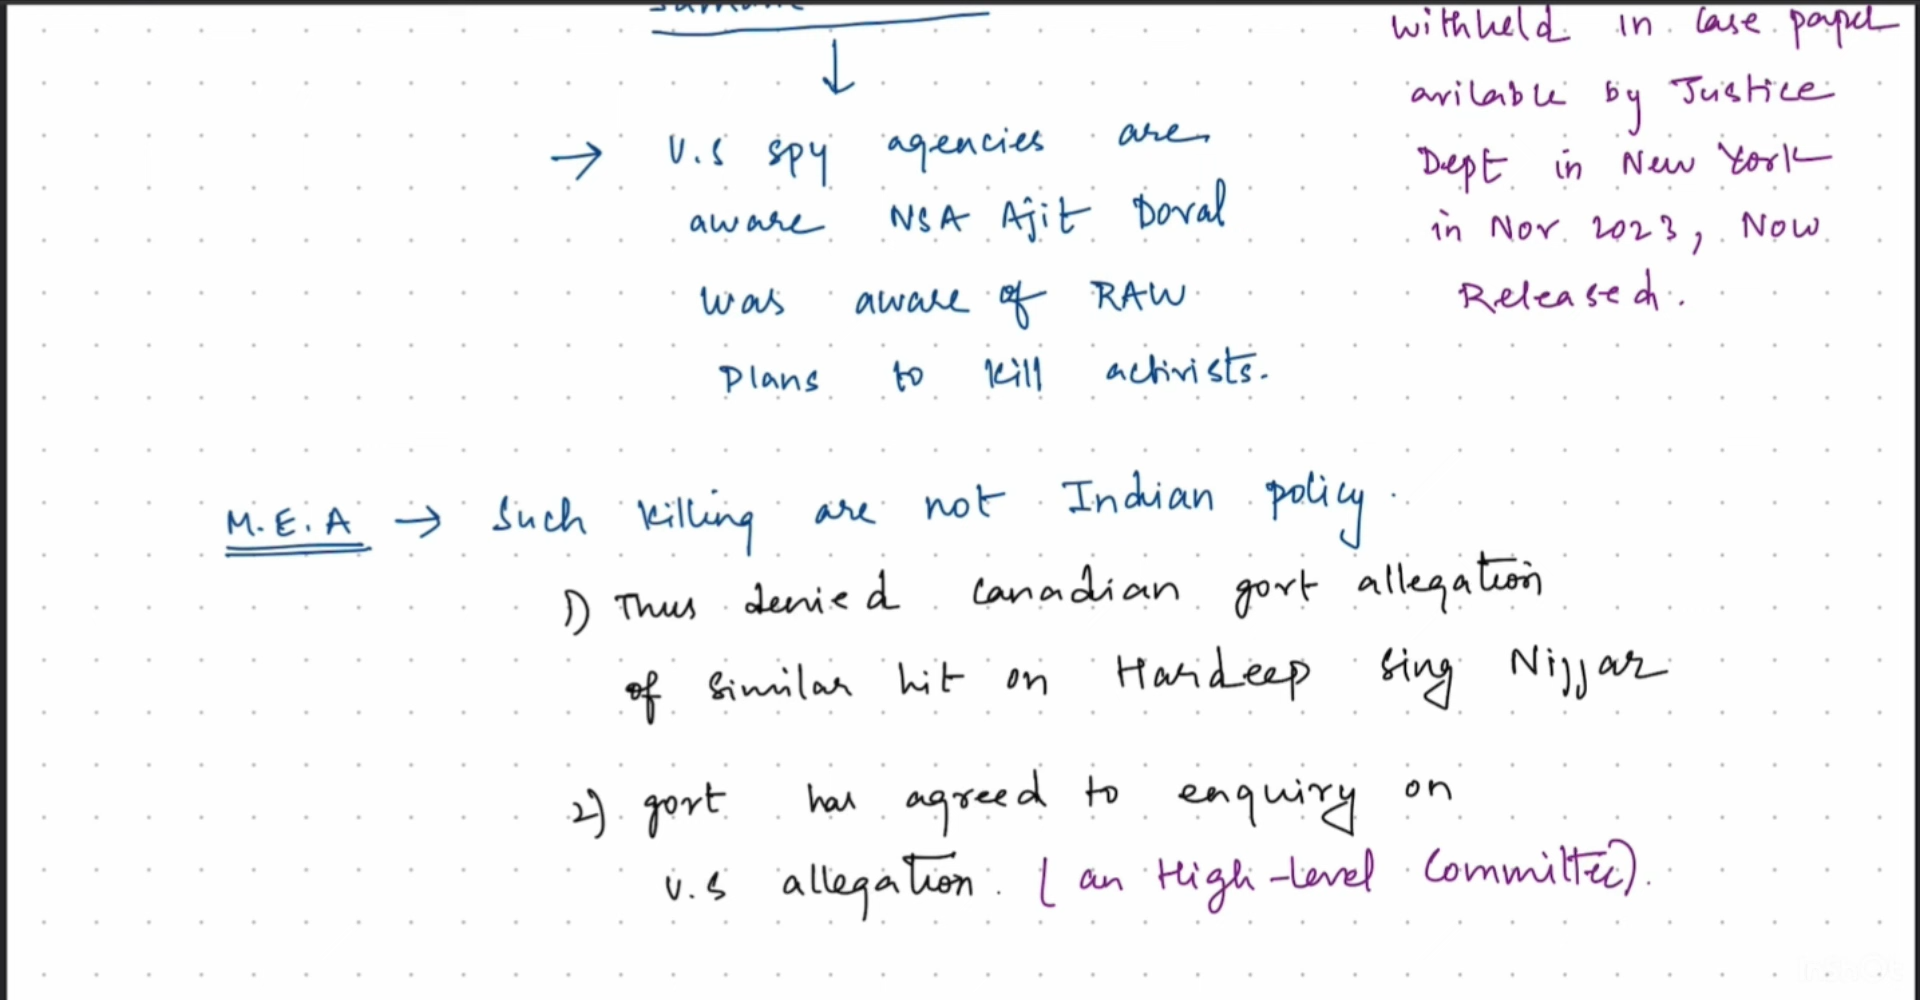 withheld in case paper
avilable by Justice
Dept in New York
in Nov 2023, Now
Released.
→ U.S spy agencies are
aware NSA Ajit Doval
was aware of RAW
Plans to kill activists.
M.E.A → Such killing are not Indian policy.
1) Thus denied Canadian govt allegation
of similar hit on Hardeep Sing Nijjar
2) govt has agreed to enquiry on
U.S allegation. (an High-Level Committee).